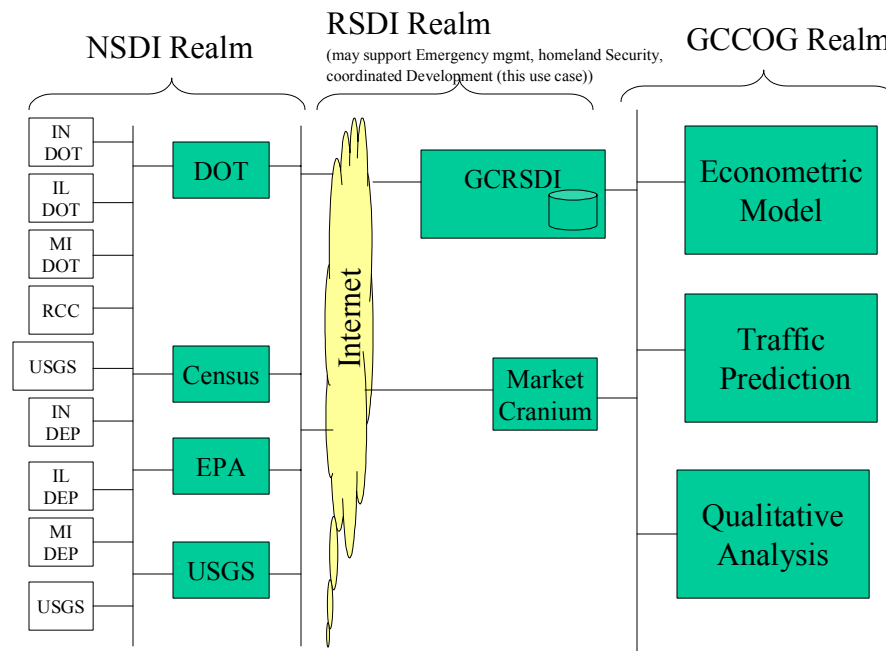 NSDI Realm
RSDI Realm
(may support Emergency mgmt, homeland Security,
coordinated Development (this use case))
GCCOG Realm
IN
DOT
IL
DOT
MI
DOT
RCC
USGS
IN
DEP
IL
DEP
MI
DEP
USGS
DOT
Census
EPA
USGS
Internet
GCRSDI
Market
Cranium
Econometric
Model
Traffic
Prediction
Qualitative
Analysis